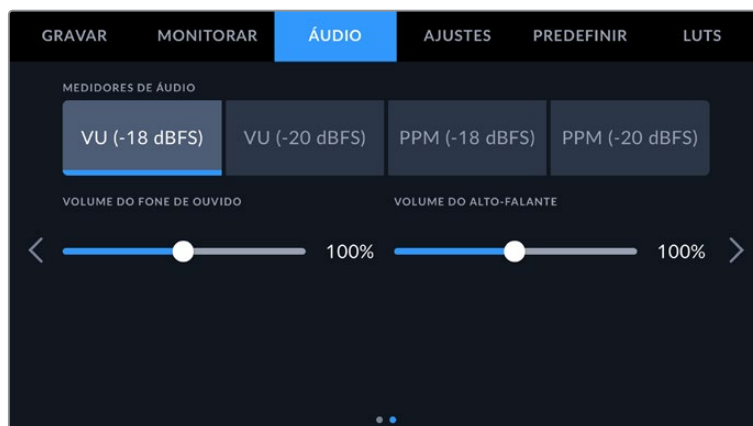 GRAVAR MONITORAR ÁUDIO AJUSTES PREDEFINIR LUTS
MEDIDORES DE ÁUDIO
VU (-18 dBFS) VU (-20 dBFS) PPM (-18 dBFS) PPM (-20 dBFS)
VOLUME DO FONE DE OUVIDO VOLUME DO ALTO-FALANTE
100% 100%